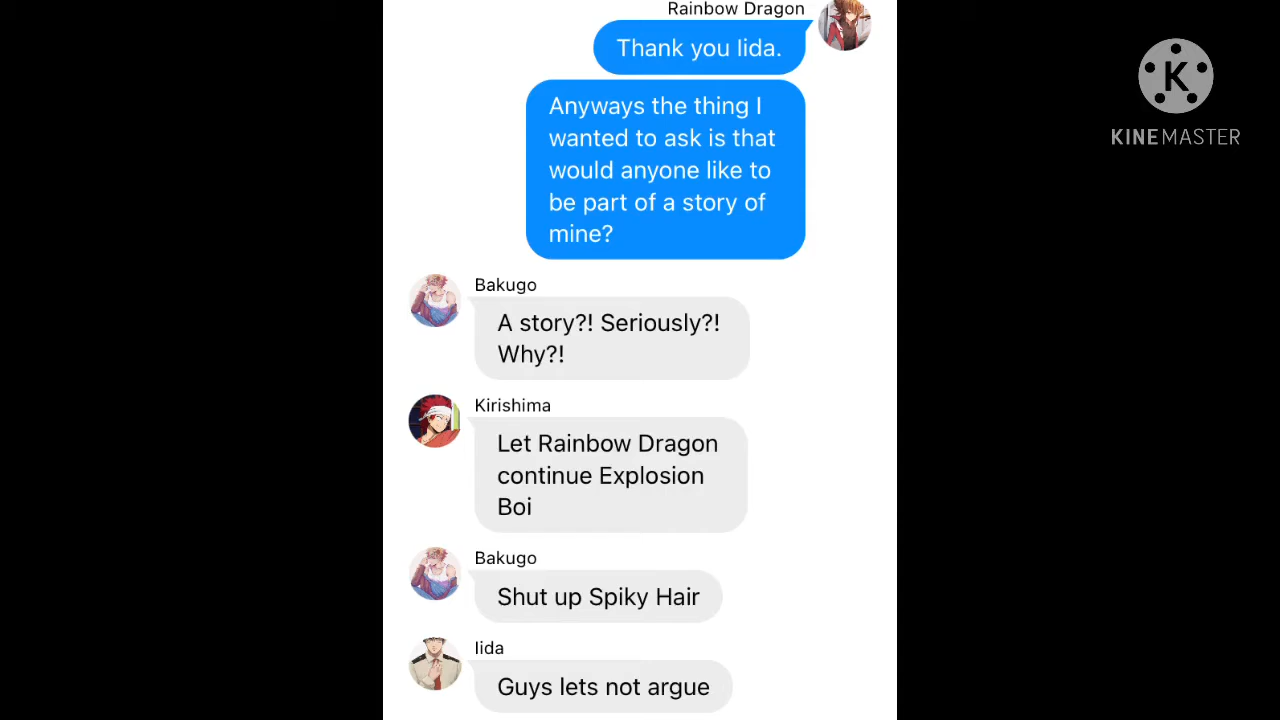 Rainbow Dragon
Thank you Iida.
Anyways the thing I
wanted to ask is that
would anyone like to
be part of a story of
mine?
Bakugo
A story?! Seriously?!
Why?!
Kirishima
Let Rainbow Dragon
continue Explosion
Boi
Bakugo
Shut up Spiky Hair
Iida
Guys lets not argue
K
KINEMASTER